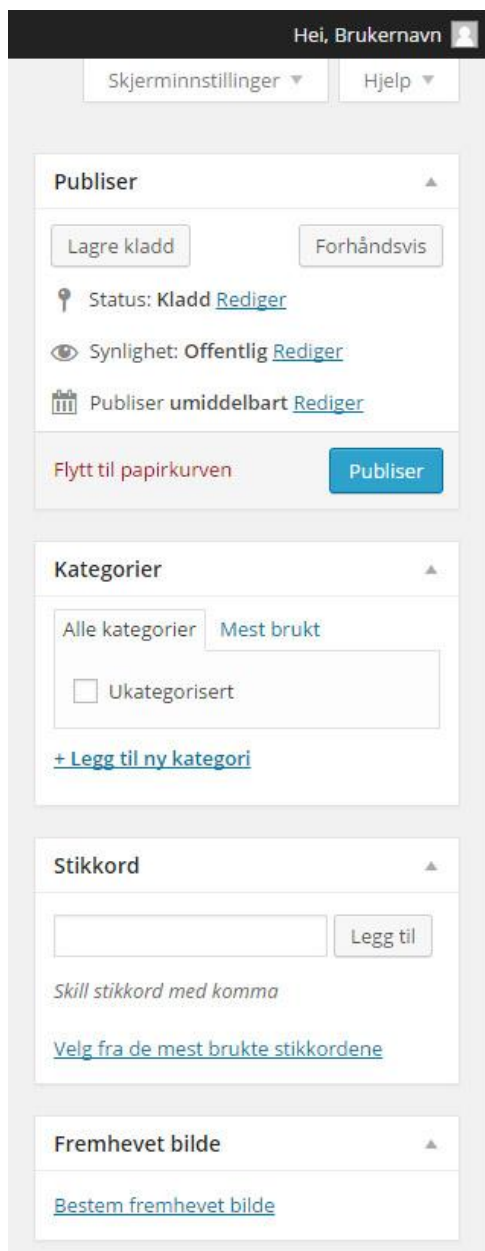 Hei, Brukernavn
Skjerminnstillinger Hjelp
Publiser
Lagre kladd Forhåndsvis
Status: Kladd Rediger
Synlighet: Offentlig Rediger
Publiser umiddelbart Rediger
Flytt til papirkurven Publiser
Kategorier
Alle kategorier Mest brukt
Ukategorisert
+ Legg til ny kategori
Stikkord
Legg til
Skill stikkord med komma
Velg fra de mest brukte stikkordene
Fremhevet bilde
Bestem fremhevet bilde